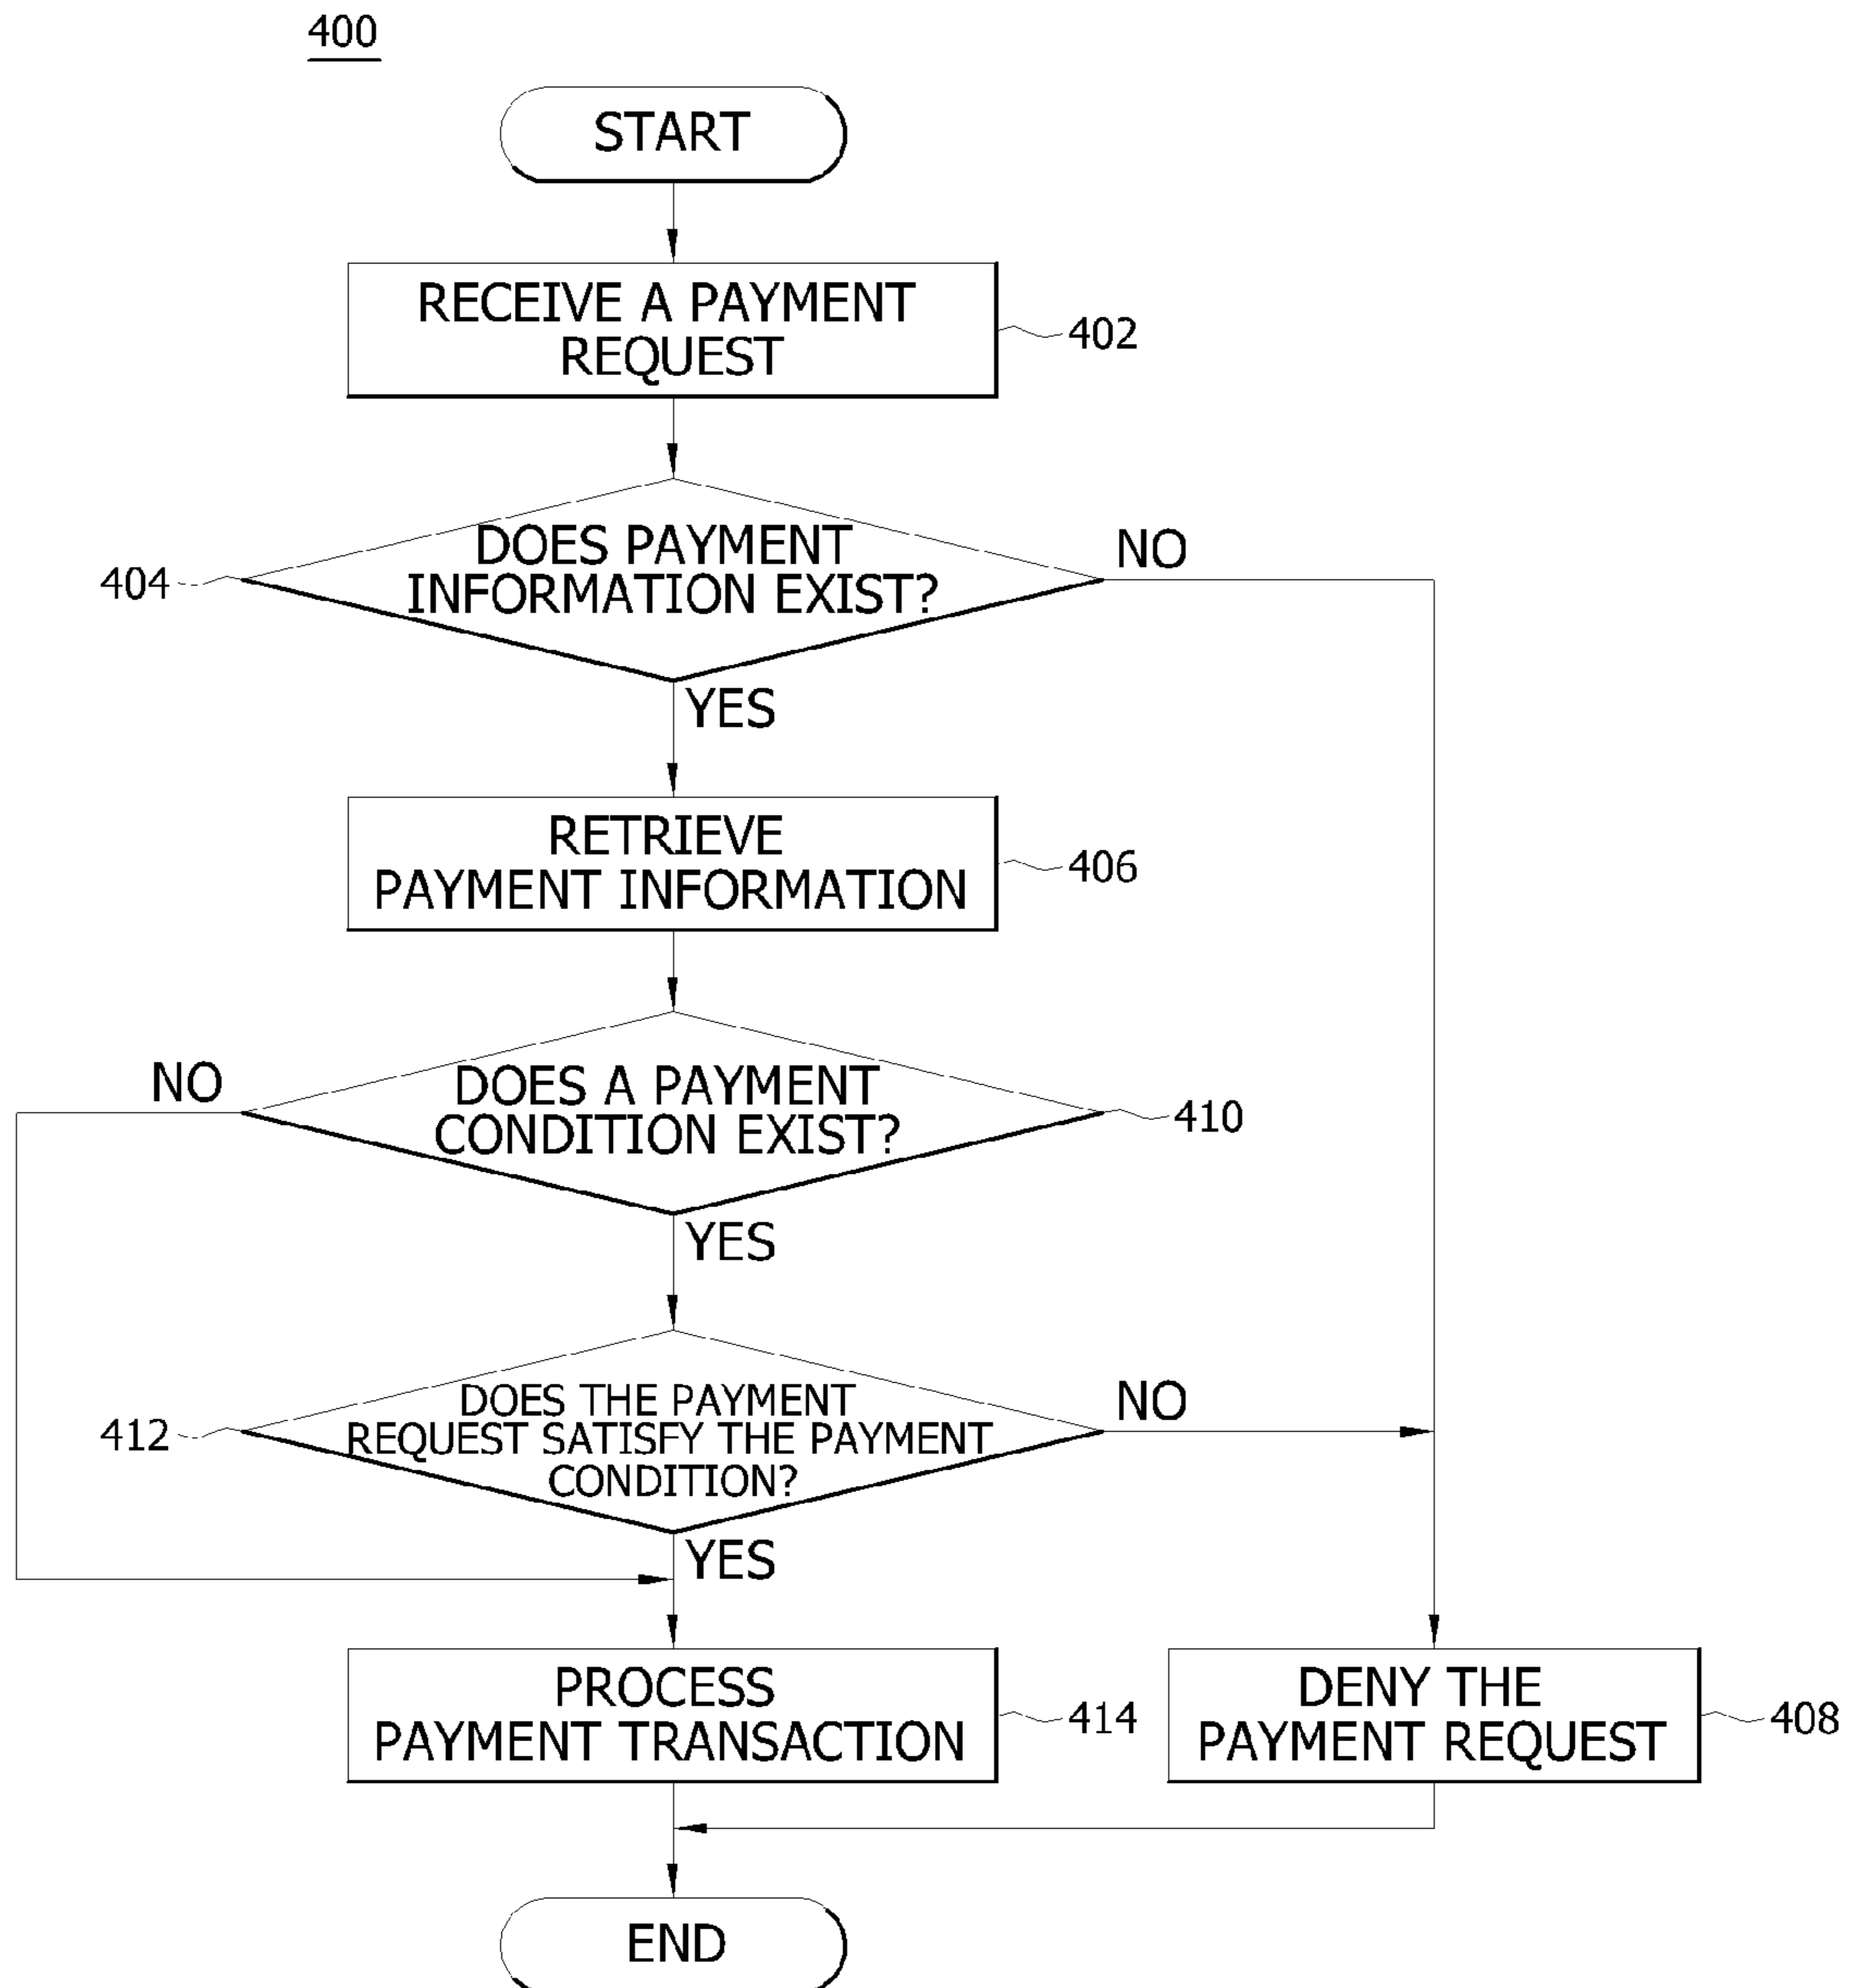 400
START
RECEIVE A PAYMENT
REQUEST
402
DOES PAYMENT
INFORMATION EXIST?
404
NO
YES
RETRIEVE
PAYMENT INFORMATION
406
NO
DOES A PAYMENT
CONDITION EXIST?
410
YES
DOES THE PAYMENT
REQUEST SATISFY THE PAYMENT
CONDITION?
412
NO
YES
PROCESS
PAYMENT TRANSACTION
414
DENY THE
PAYMENT REQUEST
408
END